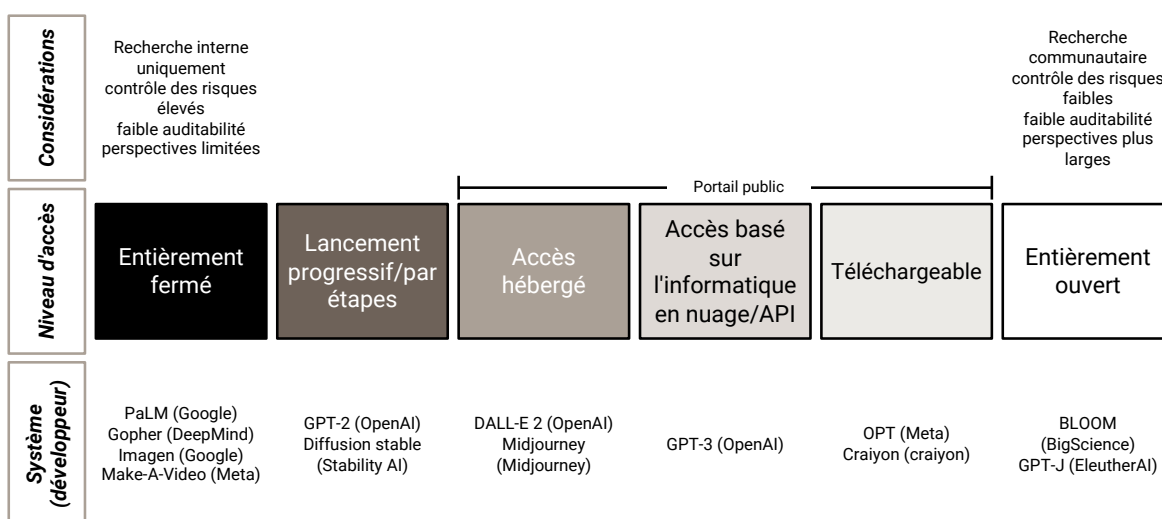 Considérations
Recherche interne
uniquement
contrôle des risques
élevés
faible auditabilité
perspectives limitées
Recherche
communautaire
contrôle des risques
faibles
faible auditabilité
perspectives plus
larges
Portail public
Niveau d'accès
Entièrement
fermé
Lancement
progressif/par
étapes
Accès
hébergé
Accès basé
sur
l'informatique
en nuage/API
Téléchargeable
Entièrement
ouvert
Système
(développeur)
PaLM (Google)
Gopher (DeepMind)
Imagen (Google)
Make-A-Video (Meta)
GPT-2 (OpenAI)
Diffusion stable
(Stability AI)
DALL-E 2 (OpenAI)
Midjourney
(Midjourney)
GPT-3 (OpenAI)
OPT (Meta)
Craiyon (craiyon)
BLOOM
(BigScience)
GPT-J (EleutherAI)